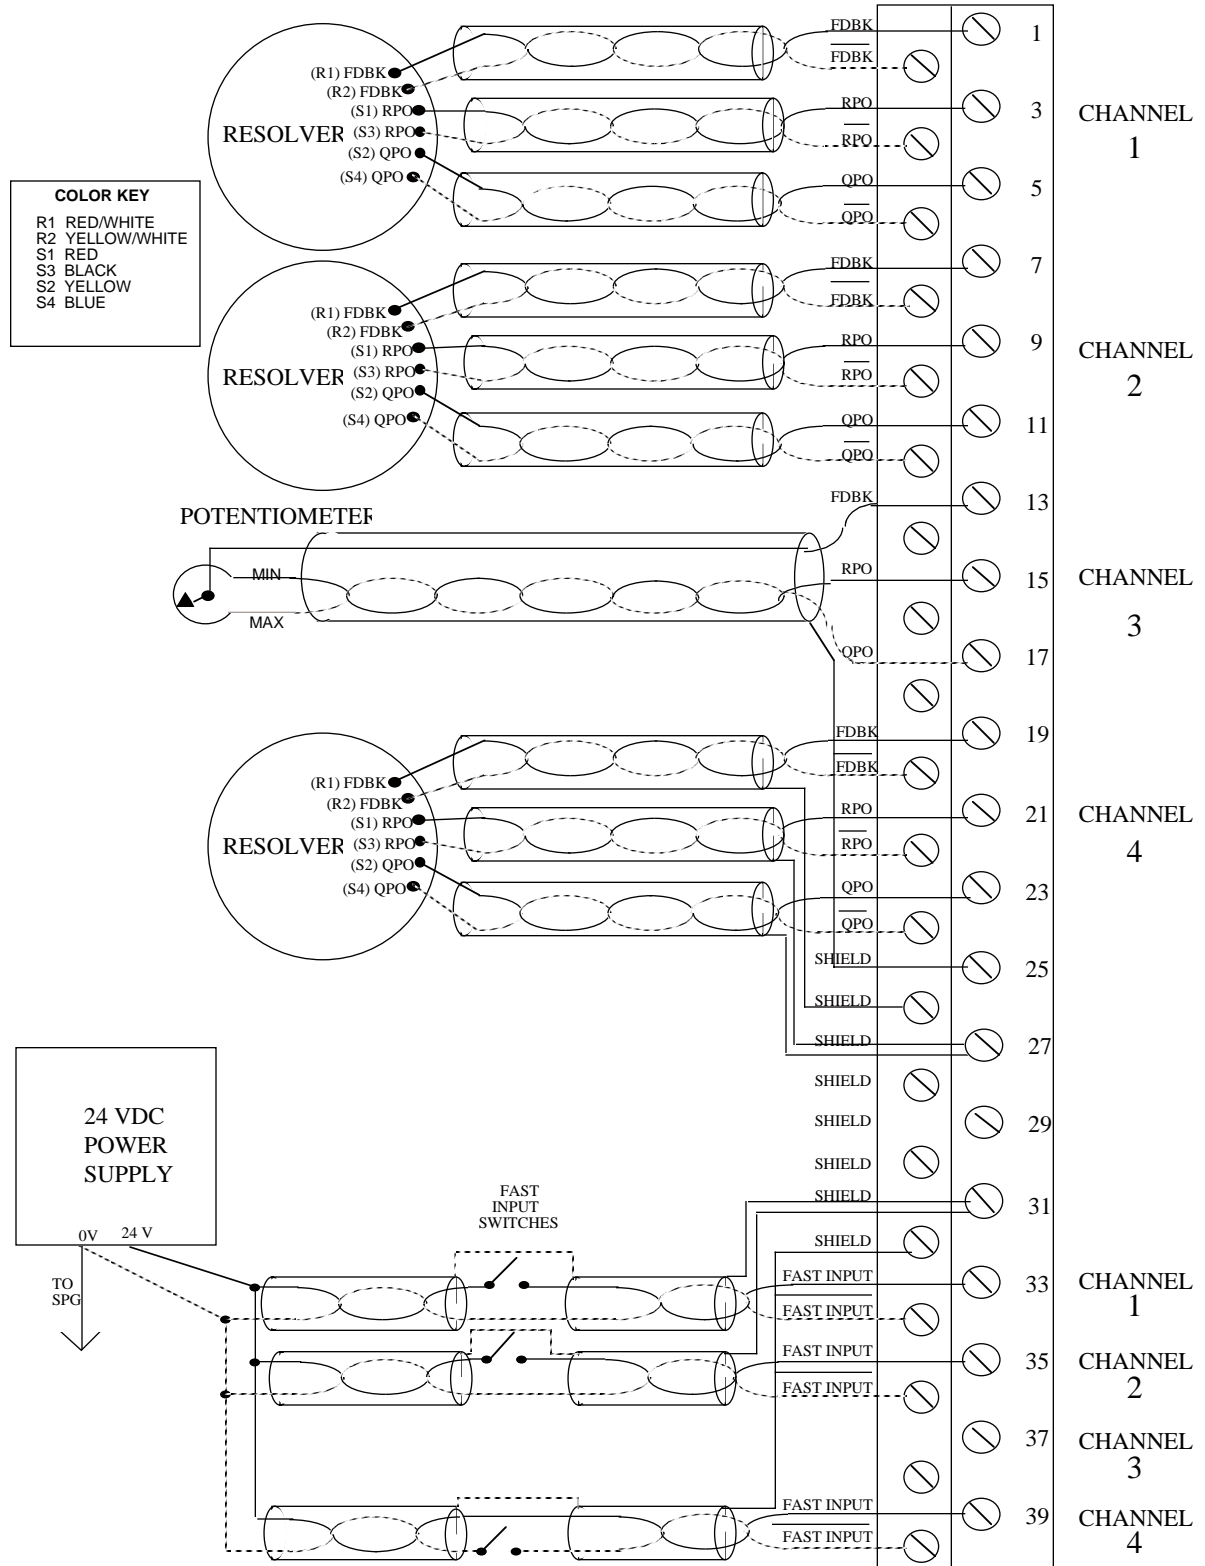 FDBK
1
FDBK
(R1) FDBK
(R2) FDBK
(S1) RPO
RPO
3
CHANNEL
1
RESOLVER
(S3) RPO
RPO
(S2) QPO
(S4) QPO
QPO
5
QPO
COLOR KEY
R1 RED/WHITE
R2 YELLOW/WHITE
S1 RED
S3 BLACK
S2 YELLOW
S4 BLUE
FDBK
7
FDBK
(R1) FDBK
(R2) FDBK
(S1) RPO
RPO
9
CHANNEL
2
RESOLVER
(S3) RPO
RPO
(S2) QPO
(S4) QPO
QPO
11
QPO
FDBK
13
POTENTIOMETER
MIN
MAX
RPO
15
CHANNEL
3
QPO
17
FDBK
19
FDBK
(R1) FDBK
(R2) FDBK
(S1) RPO
RPO
21
CHANNEL
4
RESOLVER
(S3) RPO
RPO
(S2) QPO
(S4) QPO
QPO
23
QPO
SHIELD
25
SHIELD
SHIELD
27
SHIELD
SHIELD
29
SHIELD
SHIELD
31
SHIELD
24 VDC
POWER
SUPPLY
0V
24 V
TO
SPG
FAST
INPUT
SWITCHES
FAST INPUT
33
CHANNEL
1
FAST INPUT
FAST INPUT
35
CHANNEL
2
FAST INPUT
37
CHANNEL
3
FAST INPUT
39
CHANNEL
4
FAST INPUT